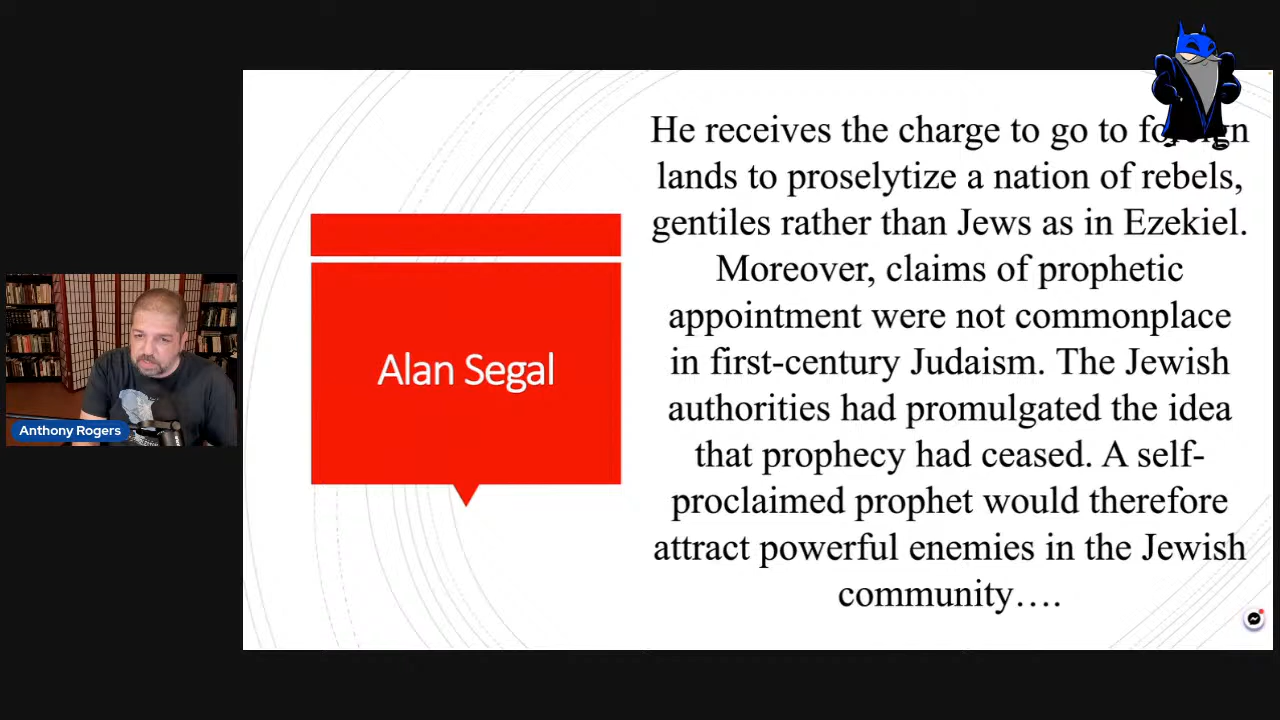 He receives the charge to go to foreign
lands to proselytize a nation of rebels,
gentiles rather than Jews as in Ezekiel.
Moreover, claims of prophetic
appointment were not commonplace
in first-century Judaism. The Jewish
authorities had promulgated the idea
that prophecy had ceased. A self-
proclaimed prophet would therefore
attract powerful enemies in the Jewish
community….
Alan Segal
Anthony Rogers